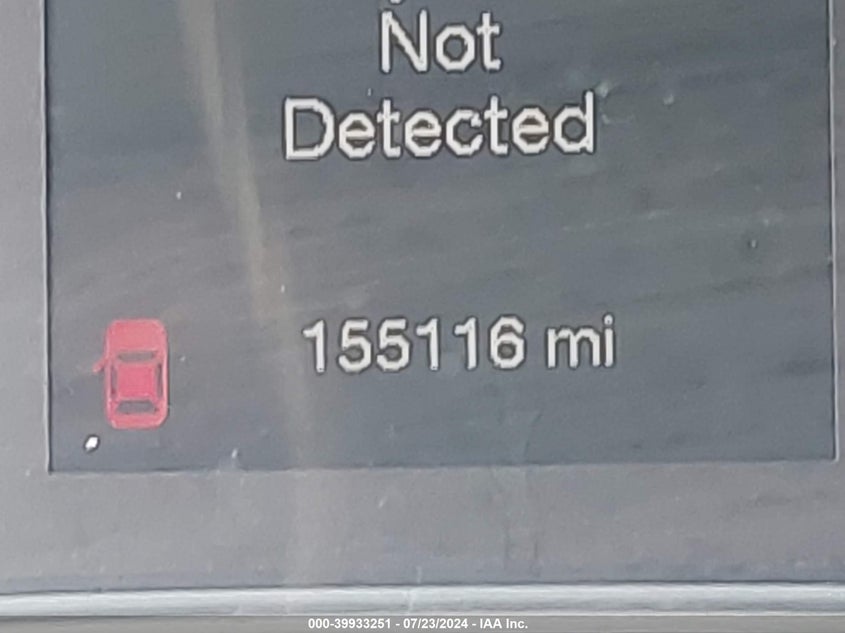 Not
Detected
155116 mi
000-39933251 - 07/23/2024 - IAA Inc.